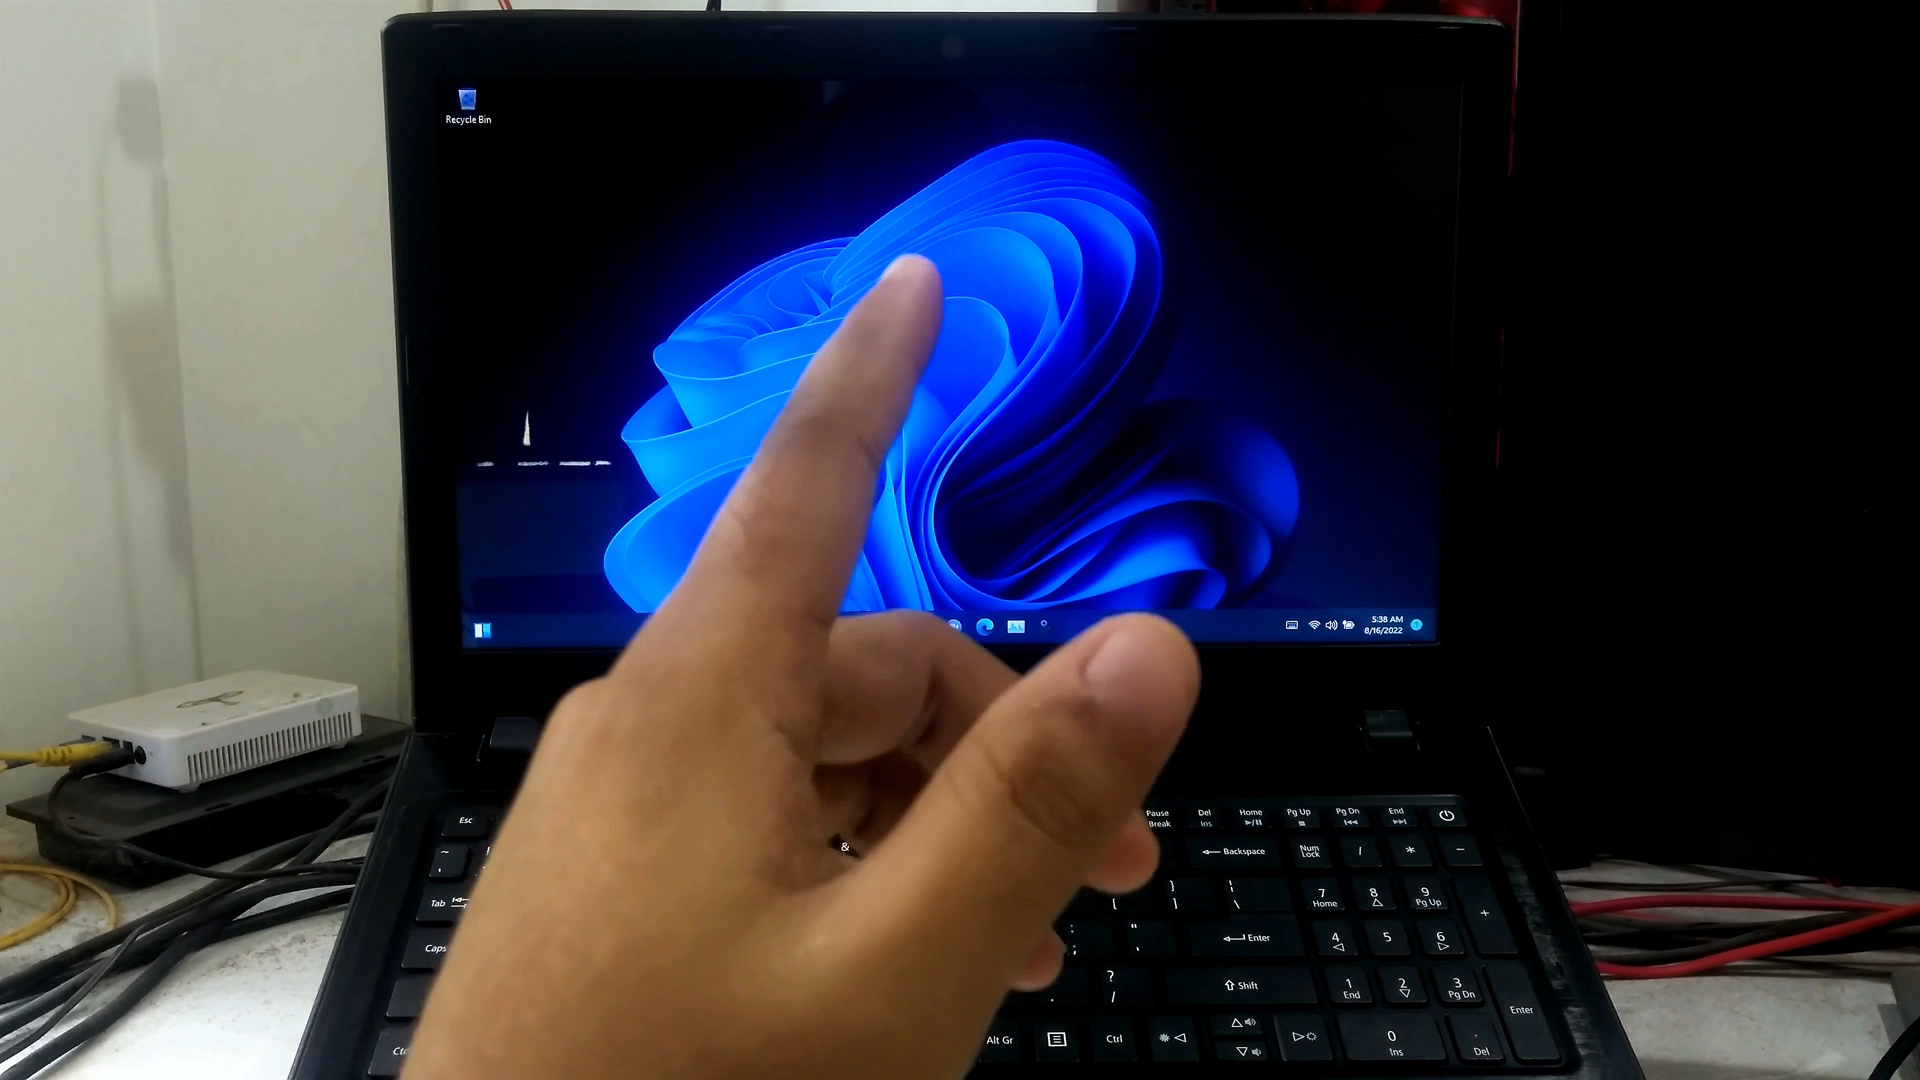 Recycle Bin
5:38 AM
8/16/2022
Esc
Pause
Break
Del
Ins
Home
Pg Up
Pg Dn
End
~
!
&
← Backspace
Num
Lock
/
*
-
Tab
}
]
[
|
\
7
Home
8
9
Pg Up
+
Caps
:
;
"
'
Enter
4
5
6
?
/
.
Shift
1
End
2
3
Pg Dn
Enter
Alt Gr
Ctrl
0
Ins
.
Del